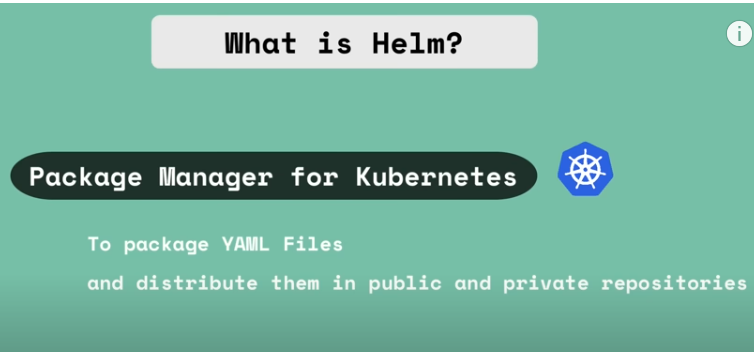 What is Helm?
i
Package Manager for Kubernetes
To package YAML Files
and distribute them in public and private repositories